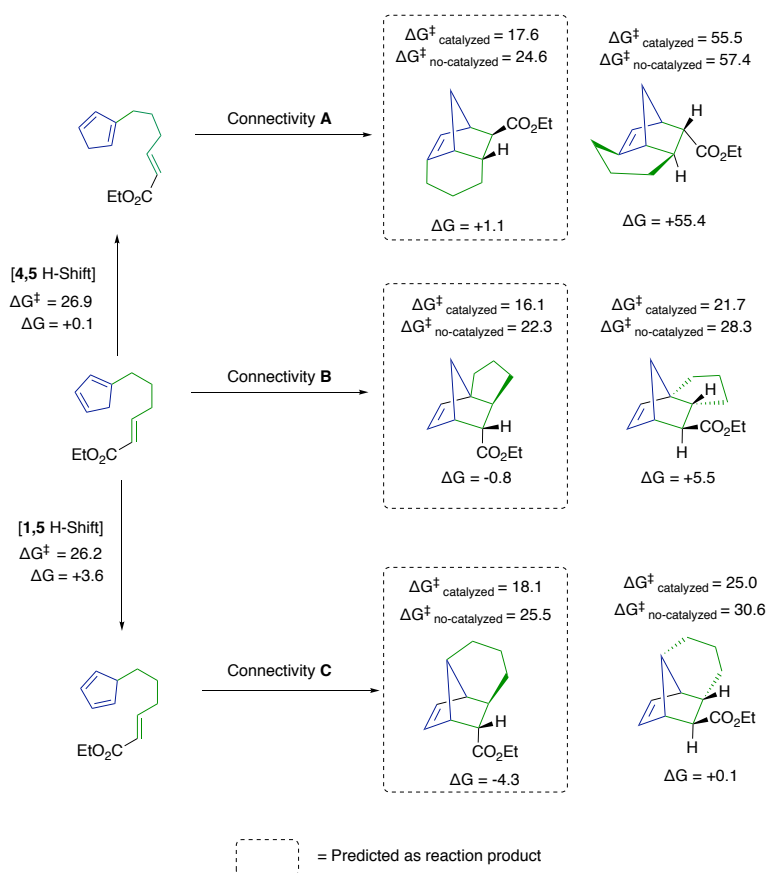 ΔG‡ catalyzed = 17.6
ΔG‡ no-catalyzed = 24.6
ΔG‡ catalyzed = 55.5
ΔG‡ no-catalyzed = 57.4
Connectivity A
CO2Et
H
EtO2C
H
CO2Et
H
ΔG = +1.1
ΔG = +55.4
[4,5 H-Shift]
ΔG‡ = 26.9
ΔG = +0.1
ΔG‡ catalyzed = 16.1
ΔG‡ no-catalyzed = 22.3
ΔG‡ catalyzed = 21.7
ΔG‡ no-catalyzed = 28.3
Connectivity B
EtO2C
H
CO2Et
H
CO2Et
H
ΔG = -0.8
ΔG = +5.5
[1,5 H-Shift]
ΔG‡ = 26.2
ΔG = +3.6
ΔG‡ catalyzed = 18.1
ΔG‡ no-catalyzed = 25.5
ΔG‡ catalyzed = 25.0
ΔG‡ no-catalyzed = 30.6
Connectivity C
EtO2C
H
CO2Et
H
CO2Et
H
ΔG = -4.3
ΔG = +0.1
= Predicted as reaction product